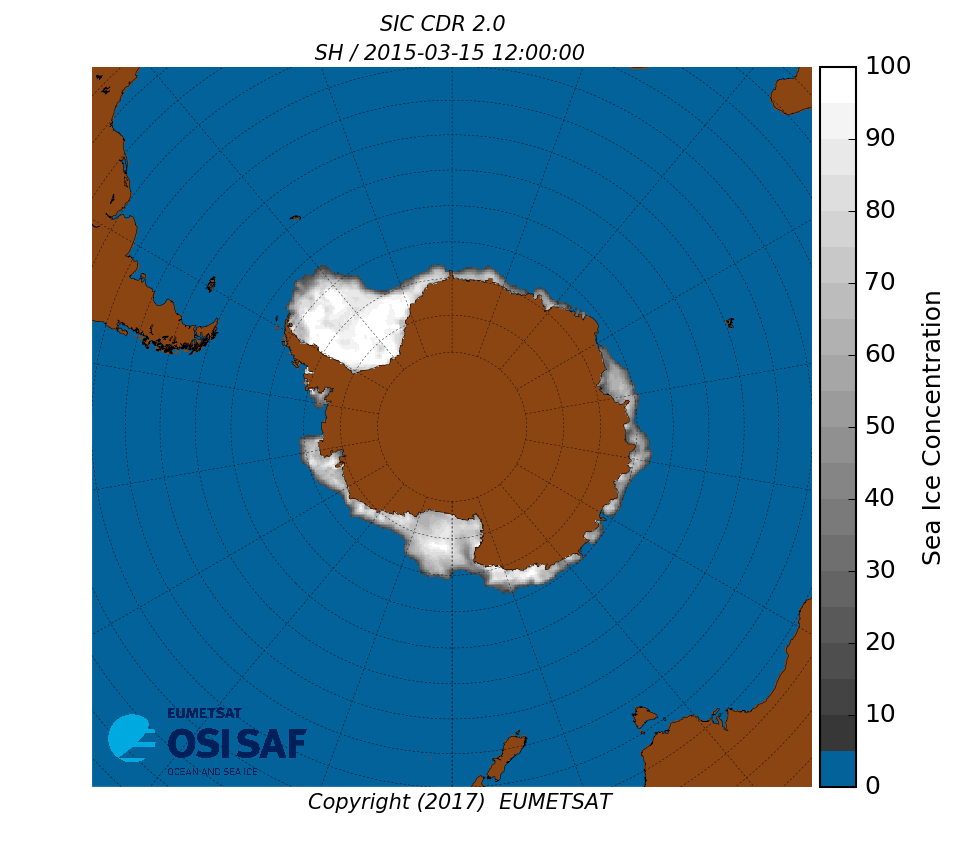 SIC CDR 2.0
SH / 2015-03-15 12:00:00
100
90
80
70
60
50
40
30
20
10
0
Sea Ice Concentration
EUMETSAT
OSI SAF
OCEAN AND SEA ICE
Copyright (2017)  EUMETSAT